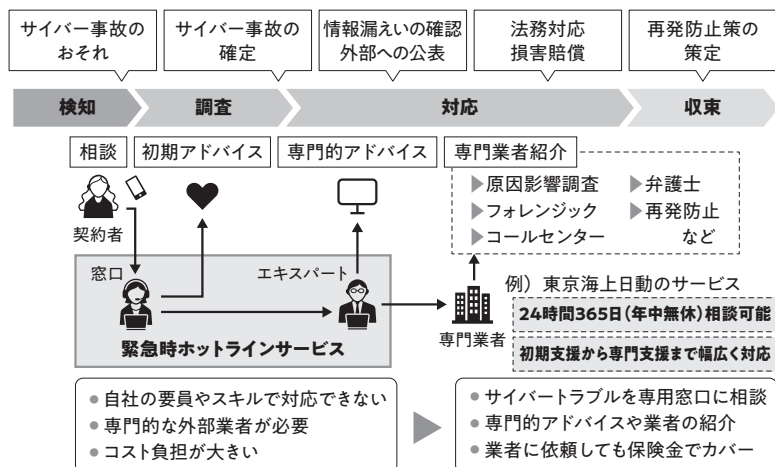 サイバー事故の
おそれ
サイバー事故の
確定
情報漏えいの確認
外部への公表
法務対応
損害賠償
再発防止策の
策定
検知
調査
対応
収束
相談
初期アドバイス
専門的アドバイス
専門業者紹介
原因影響調査
フォレンジック
コールセンター
弁護士
再発防止
など
契約者
窓口
エキスパート
緊急時ホットラインサービス
専門業者
例）東京海上日動のサービス
24時間365日（年中無休）相談可能
初期支援から専門支援まで幅広く対応
● 自社の要員やスキルで対応できない
● 専門的な外部業者が必要
● コスト負担が大きい
● サイバートラブルを専用窓口に相談
● 専門的アドバイスや業者の紹介
● 業者に依頼しても保険金でカバー